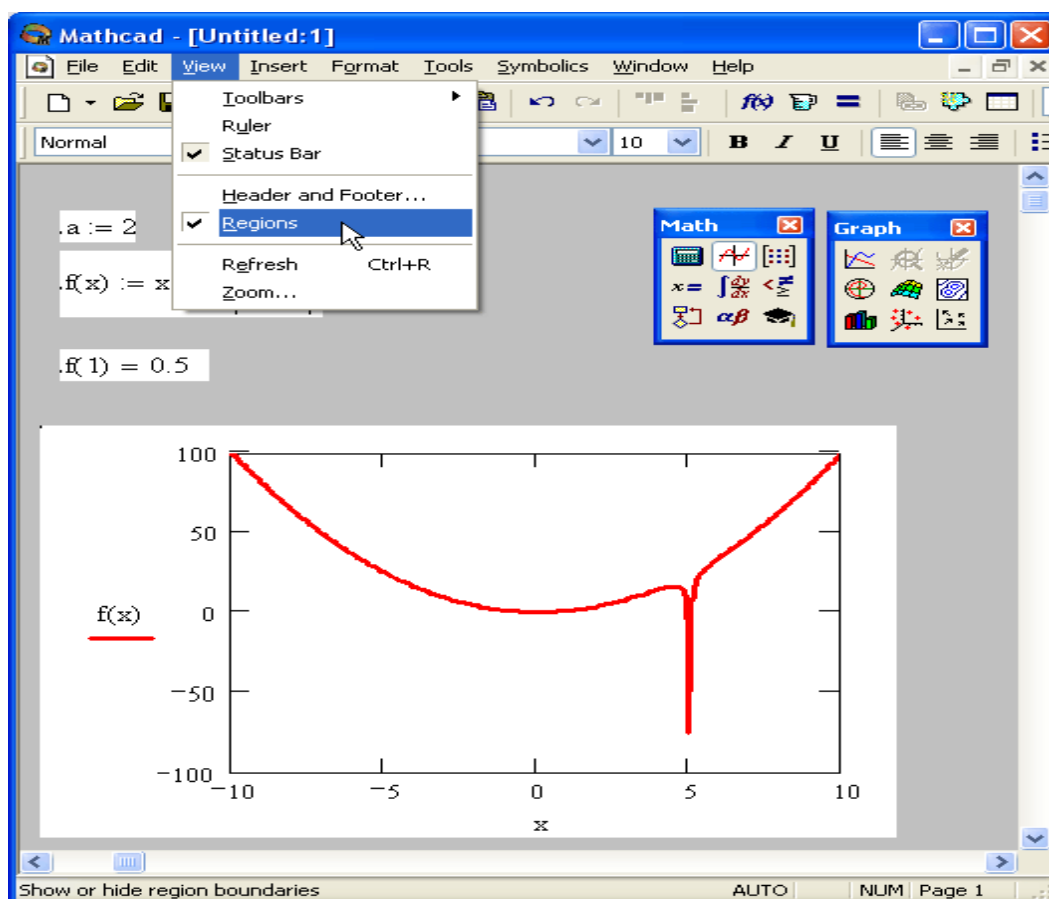 Mathcad - [Untitled:1]
File Edit View Insert Format Tools Symbolics Window Help
Normal 10 B I U
Toolbars
Ruler
Status Bar
Header and Footer...
Regions
Refresh Ctrl+R
Zoom...
a := 2
f(x) := x
f(1) = 0.5
Math
x=
αβ
Graph
f(x)
100
50
0
−50
−100
−10 −5 0 5 10
x
Show or hide region boundaries AUTO NUM Page 1